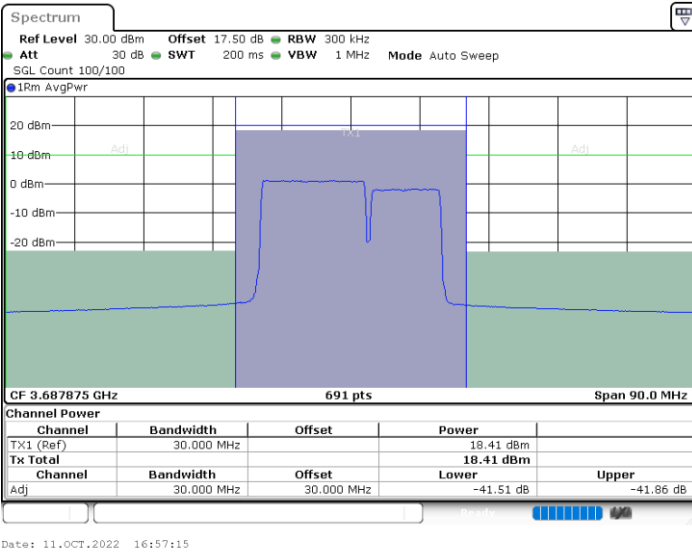 Spectrum
Ref Level 30.00 dBm Offset 17.50 dB RBW 300 kHz
Att 30 dB SWT 200 ms VBW 1 MHz Mode Auto Sweep
SGL Count 100/100
1Rm AvgPwr
TX1
20 dBm
Adj Adj
10 dBm
0 dBm
-10 dBm
-20 dBm
CF 3.687875 GHz 691 pts Span 90.0 MHz
Channel Power
Channel Bandwidth Offset Power
TX1 (Ref) 30.000 MHz 18.41 dBm
Tx Total 18.41 dBm
Channel Bandwidth Offset Lower Upper
Adj 30.000 MHz 30.000 MHz -41.51 dB -41.86 dB
Ready
Date: 11.OCT.2022 16:57:15